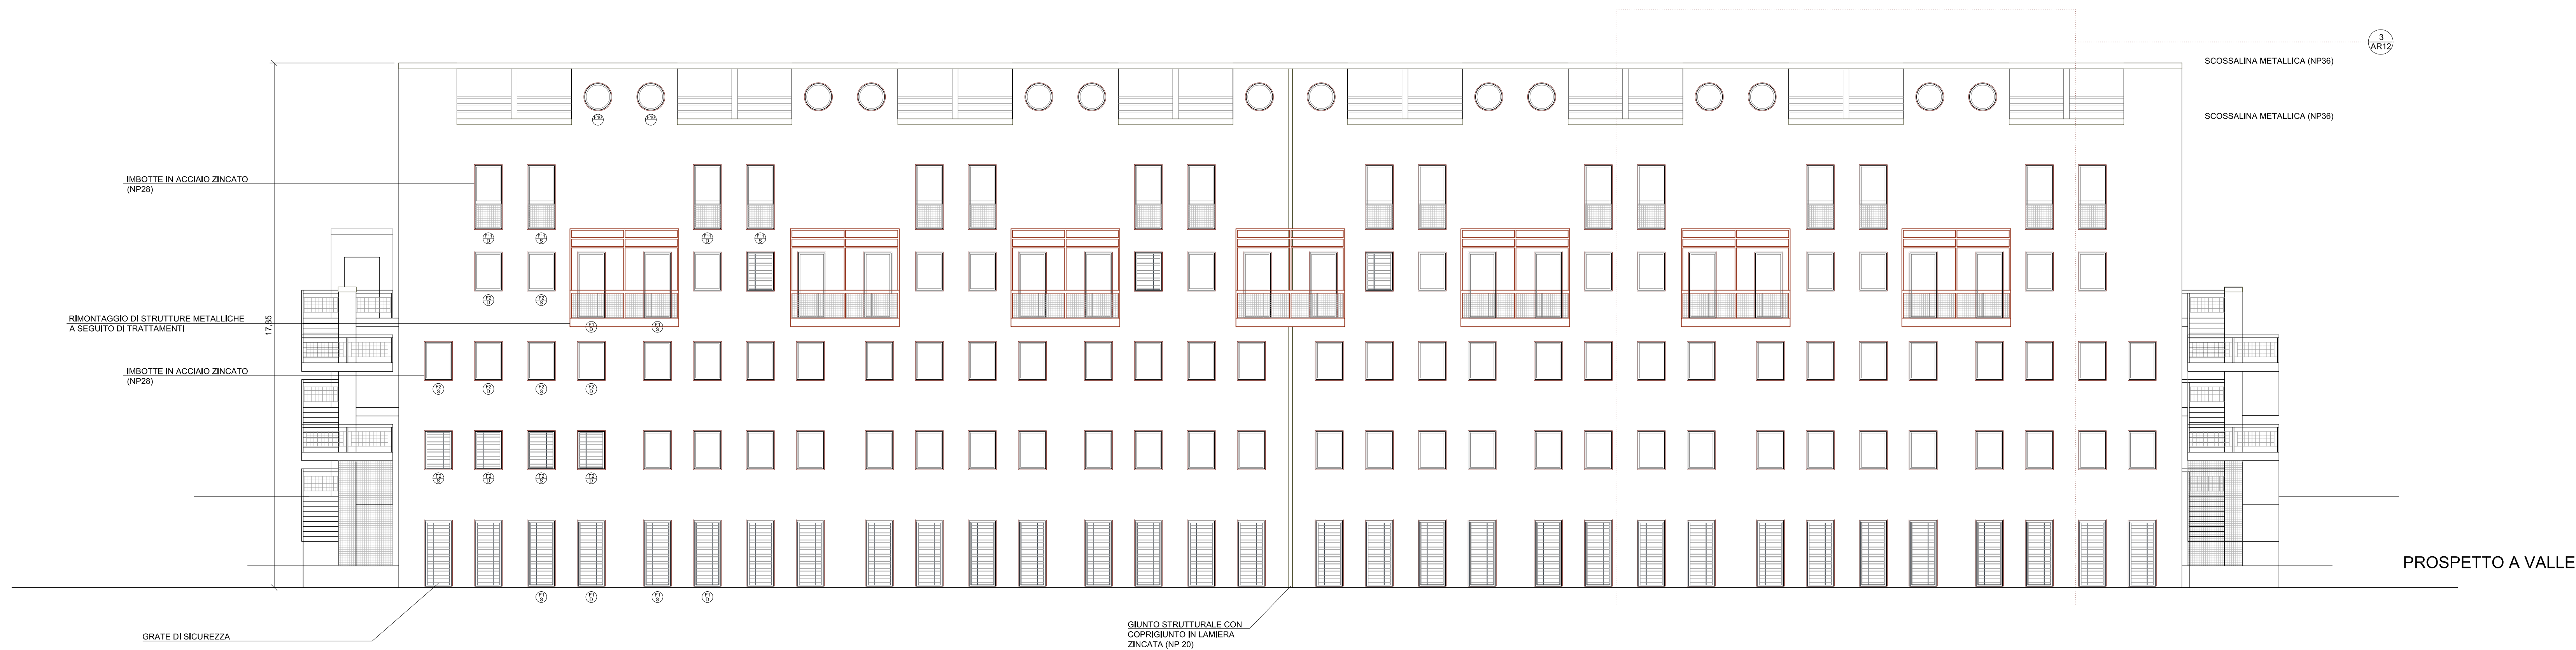 3
AR12
SCOSSALINA METALLICA (NP36)
SCOSSALINA METALLICA (NP36)
IMBOTTE IN ACCIAIO ZINCATO
(NP28)
RIMONTAGGIO DI STRUTTURE METALLICHE
A SEGUITO DI TRATTAMENTI
17.85
IMBOTTE IN ACCIAIO ZINCATO
(NP28)
PROSPETTO A VALLE
GRATE DI SICUREZZA
GIUNTO STRUTTURALE CON
COPRIGIUNTO IN LAMIERA
ZINCATA (NP 20)